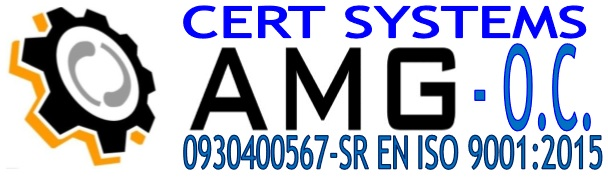 CERT SYSTEMS
AMG - O.C.
0930400567-SR EN ISO 9001:2015